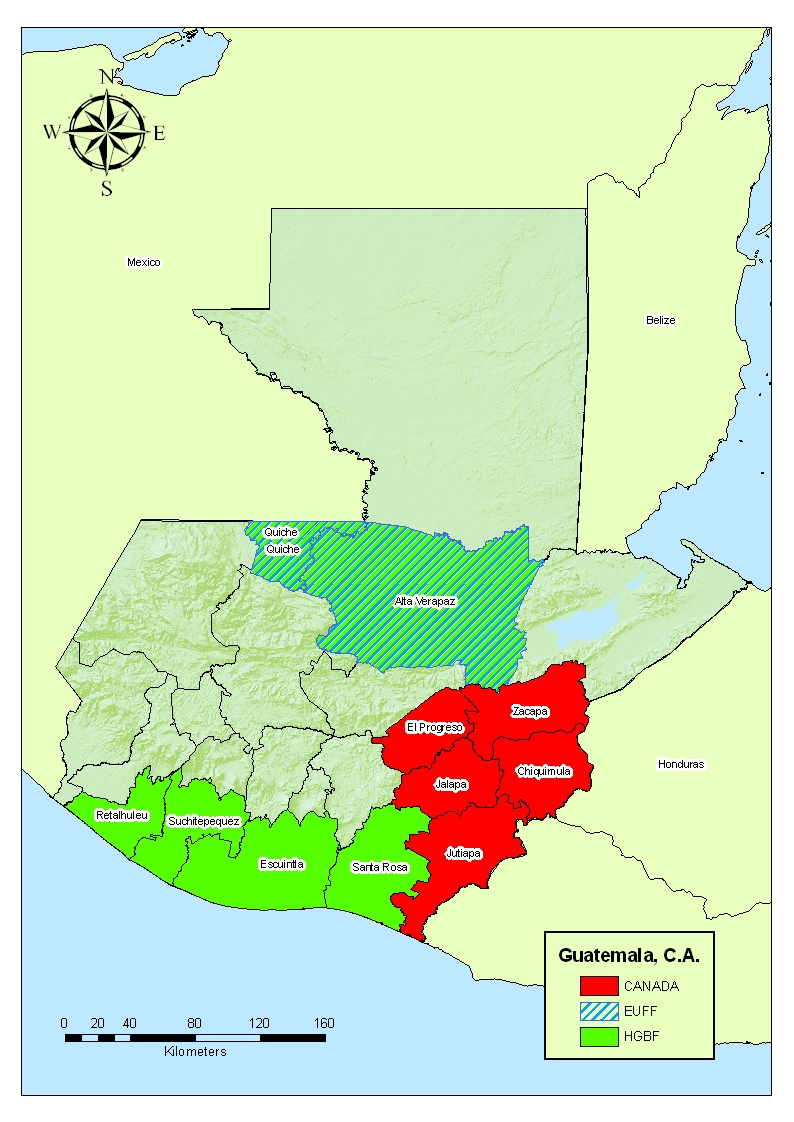 N
W E
S
Mexico
Belize
Quiche
Quiche
Alta Verapaz
Zacapa
El Progreso
Honduras
Chiquimula
Jalapa
Retalhuleu
Suchitepequez
Jutiapa
Escuintla
Santa Rosa
Guatemala, C.A.
CANADA
EUFF
HGBF
0 20 40 80 120 160
Kilometers